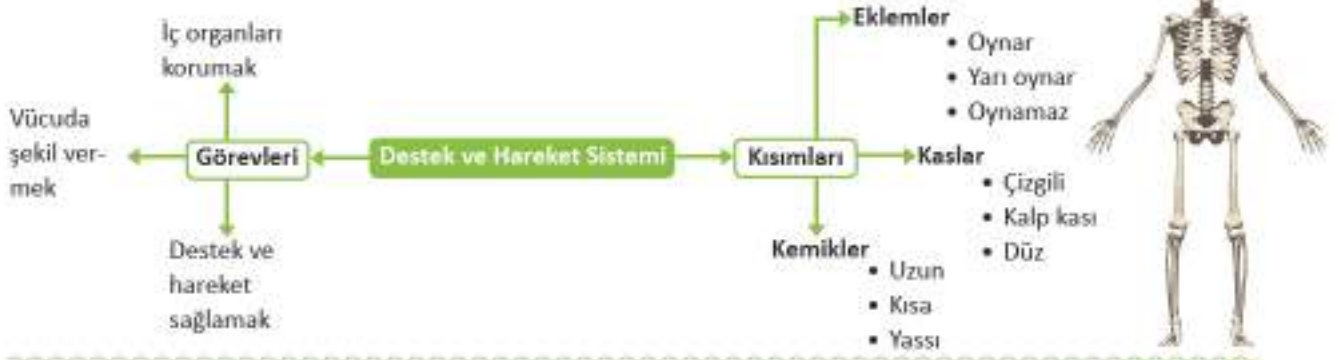 İç organları
korumak
Vücuda
şekil ver-
mek
Görevleri
Destek ve
hareket
sağlamak
Destek ve Hareket Sistemi
Kısımları
Eklemler
• Oynar
• Yarı oynar
• Oynamaz
Kaslar
• Çizgili
• Kalp kası
• Düz
Kemikler
• Uzun
• Kısa
• Yassı